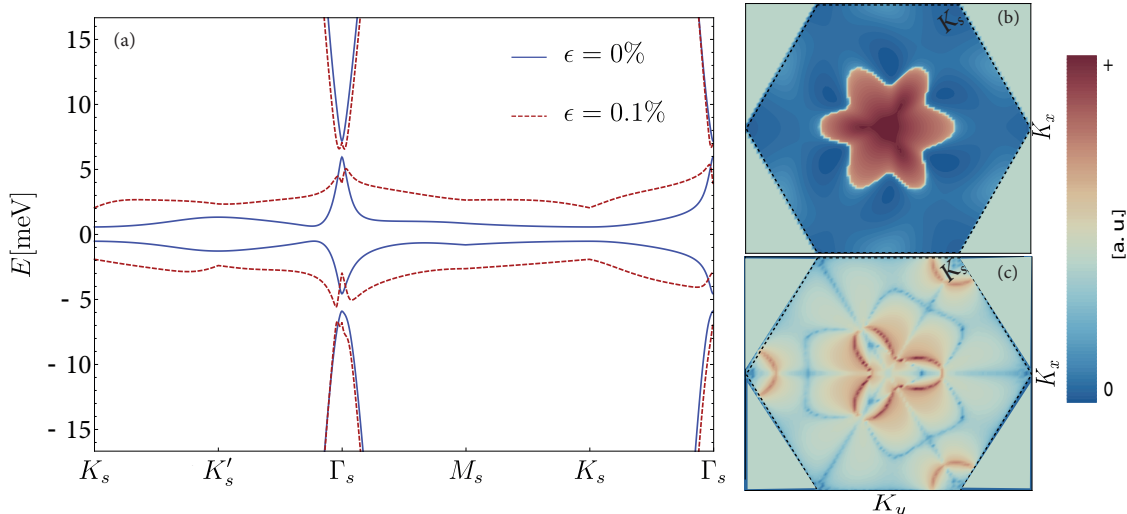 (a)
ϵ = 0%
ϵ = 0.1%
15
10
5
0
- 5
- 10
- 15
E[meV]
K_s
K'_s
Γ_s
M_s
K_s
Γ_s
(b)
K_s
K_x
(c)
K_s
K_x
K_y
+
0
[a. u.]